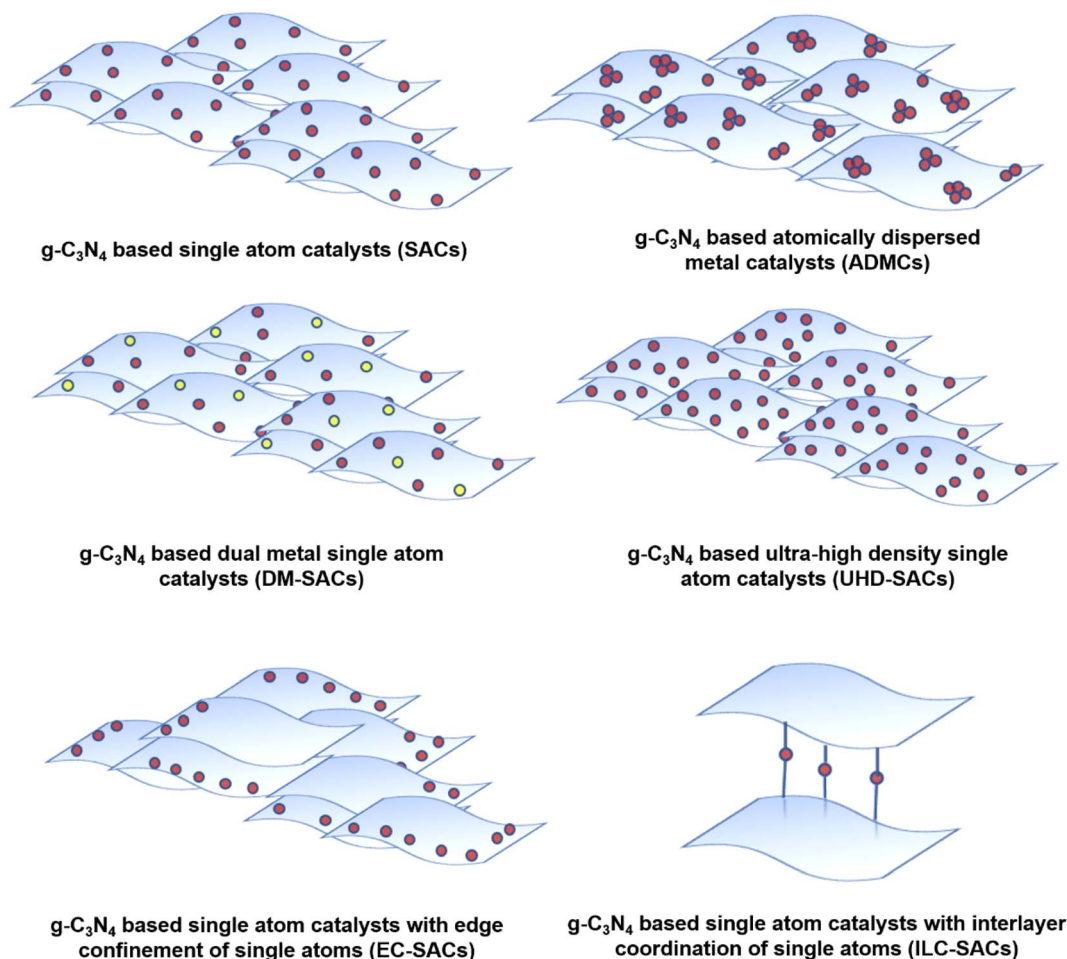 g-C₃N₄ based single atom catalysts (SACs)
g-C₃N₄ based atomically dispersed
metal catalysts (ADMCs)
g-C₃N₄ based dual metal single atom
catalysts (DM-SACs)
g-C₃N₄ based ultra-high density single
atom catalysts (UHD-SACs)
g-C₃N₄ based single atom catalysts with edge
confinement of single atoms (EC-SACs)
g-C₃N₄ based single atom catalysts with interlayer
coordination of single atoms (ILC-SACs)